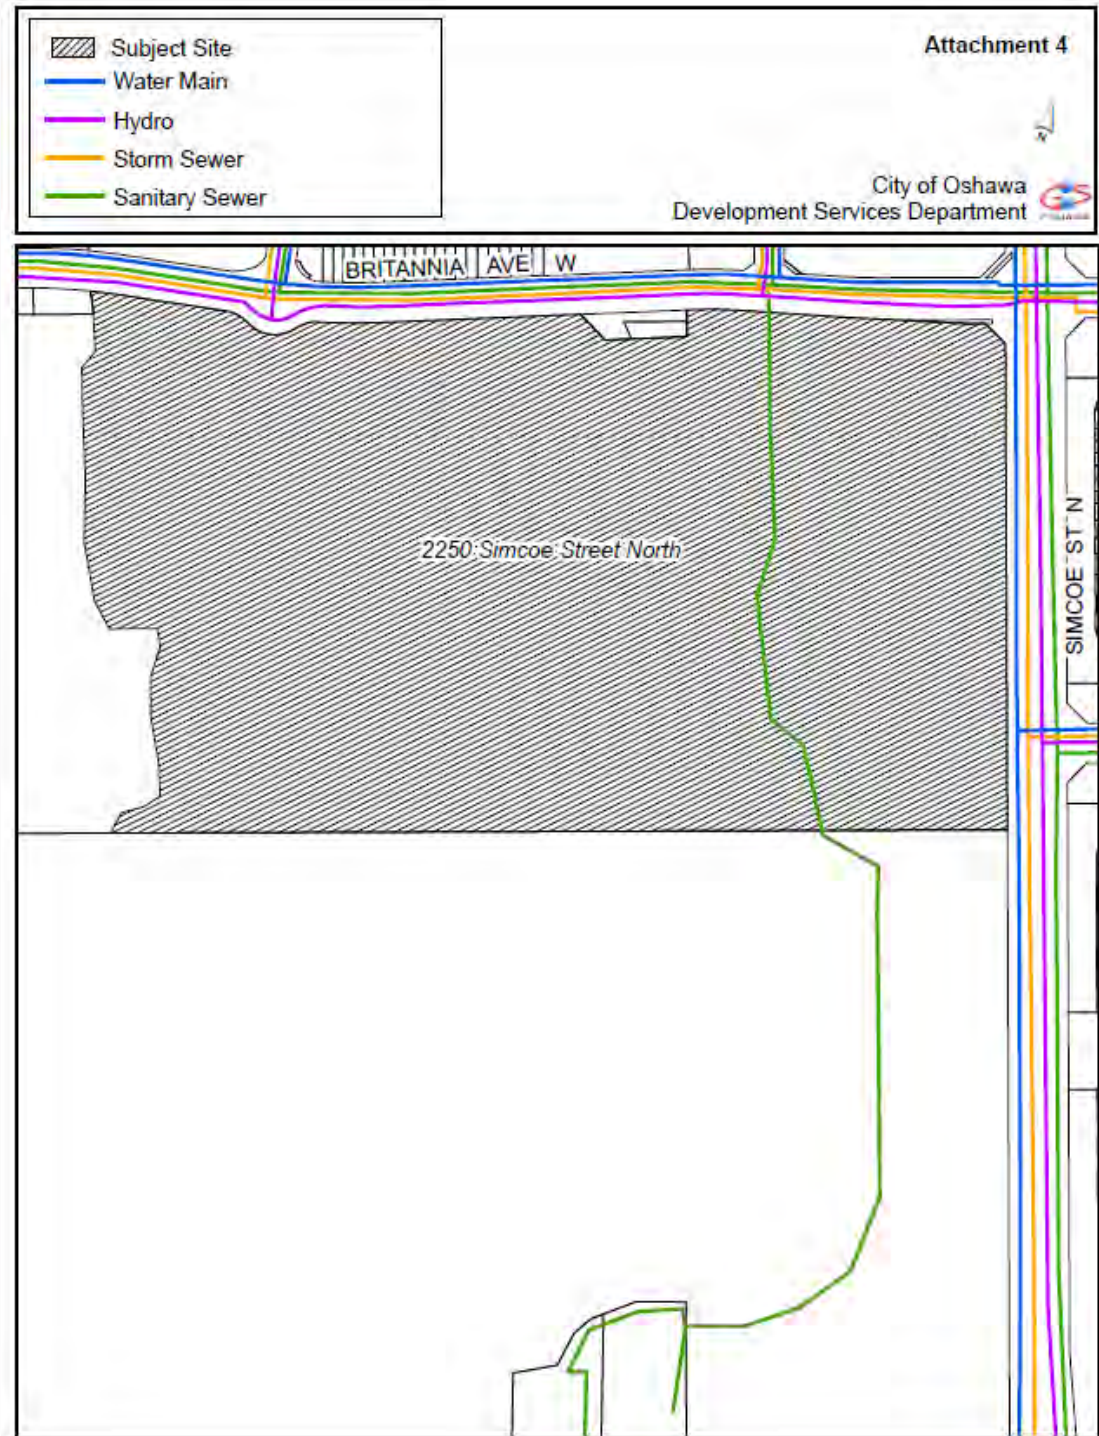 Subject Site
Water Main
Hydro
Storm Sewer
Sanitary Sewer
Attachment 4
N
City of Oshawa
Development Services Department
BRITANNIA AVE W
2250 Simcoe Street North
SIMCOE ST N